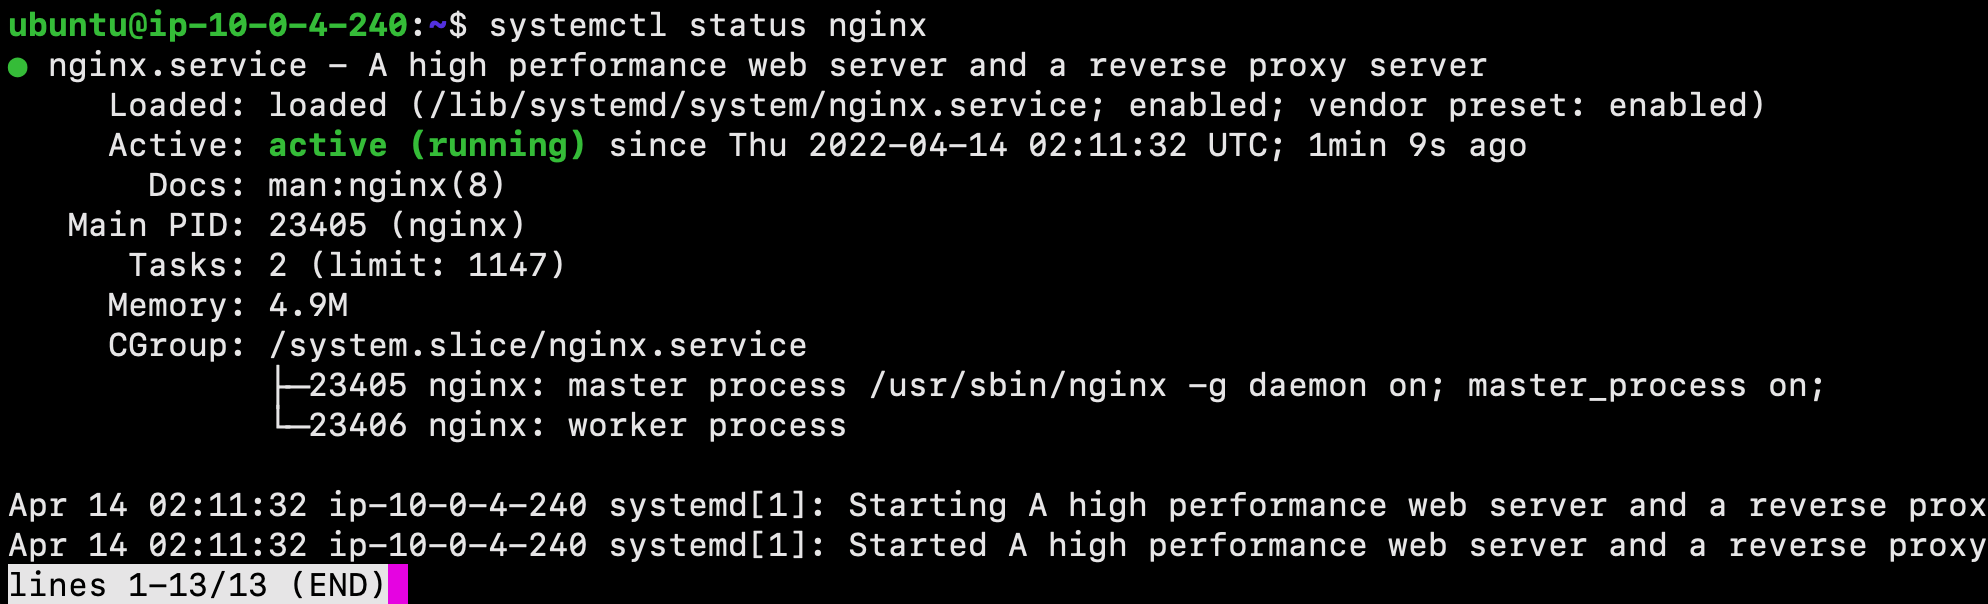 ubuntu@ip-10-0-4-240:~$ systemctl status nginx
● nginx.service - A high performance web server and a reverse proxy server
     Loaded: loaded (/lib/systemd/system/nginx.service; enabled; vendor preset: enabled)
     Active: active (running) since Thu 2022-04-14 02:11:32 UTC; 1min 9s ago
       Docs: man:nginx(8)
   Main PID: 23405 (nginx)
      Tasks: 2 (limit: 1147)
     Memory: 4.9M
     CGroup: /system.slice/nginx.service
             ├─23405 nginx: master process /usr/sbin/nginx -g daemon on; master_process on;
             └─23406 nginx: worker process

Apr 14 02:11:32 ip-10-0-4-240 systemd[1]: Starting A high performance web server and a reverse prox
Apr 14 02:11:32 ip-10-0-4-240 systemd[1]: Started A high performance web server and a reverse proxy
lines 1-13/13 (END)